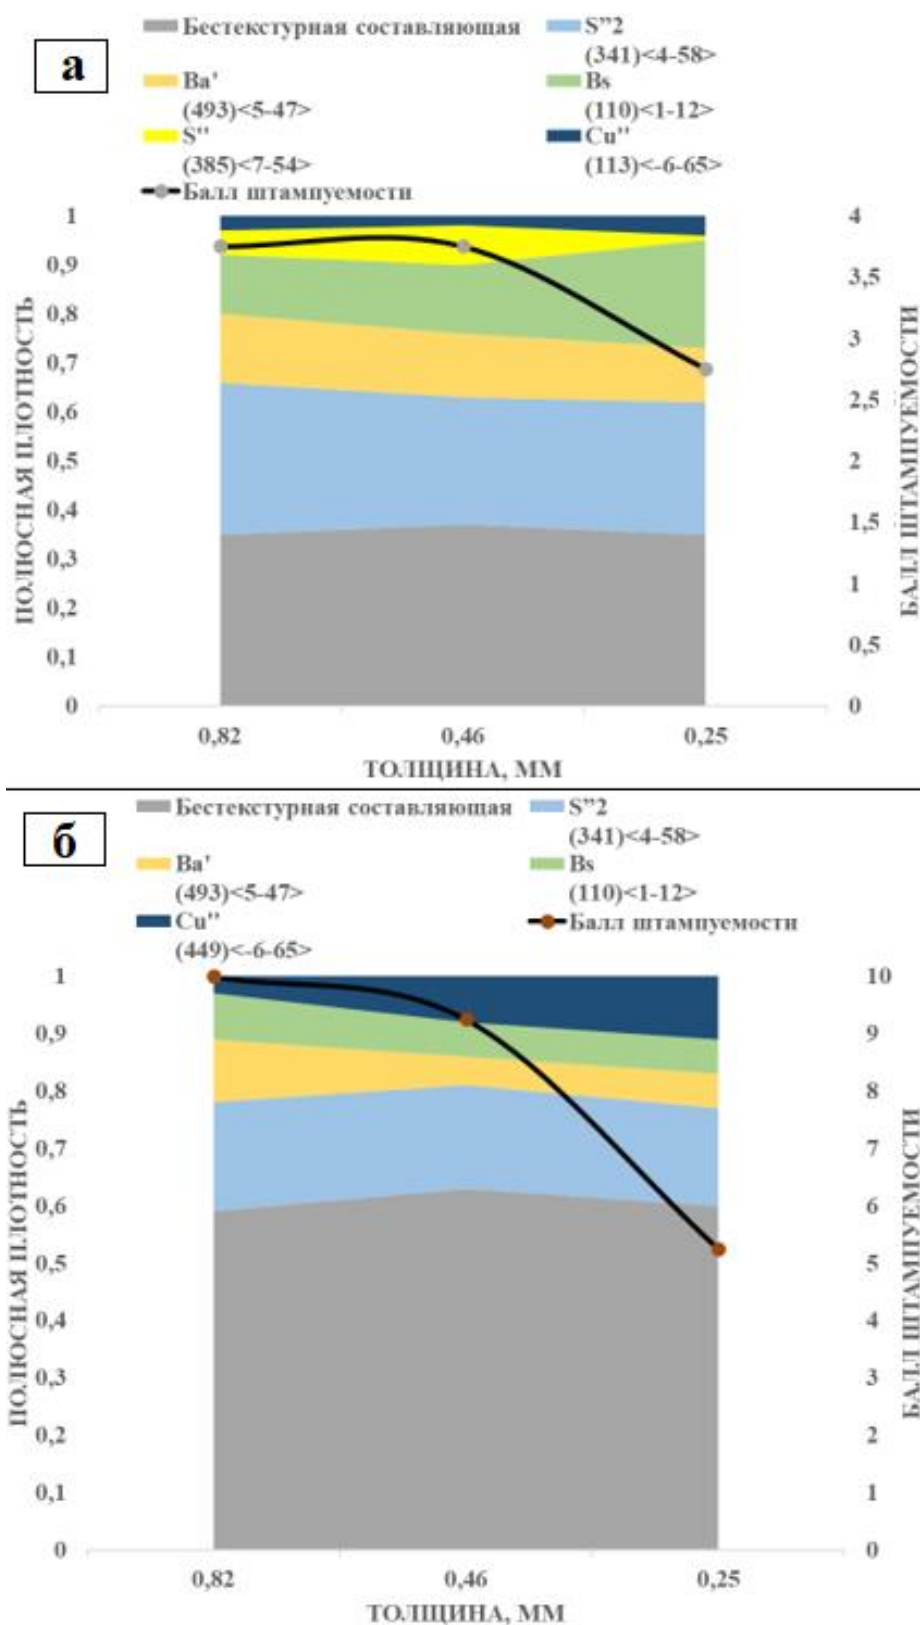 а
Бестекстурная составляющая
S”2
(341)<4-58>
Ba'
(493)<5-47>
Bs
(110)<1-12>
S''
(385)<7-54>
Cu''
(113)<-6-65>
Балл штампуемости
ПОЛЮСНАЯ ПЛОТНОСТЬ
1
0,9
0,8
0,7
0,6
0,5
0,4
0,3
0,2
0,1
0
4
3,5
3
2,5
2
1,5
1
0,5
0
БАЛЛ ШТАМПУЕМОСТИ
0,82
0,46
0,25
ТОЛЩИНА, ММ
б
Бестекстурная составляющая
S”2
(341)<4-58>
Ba'
(493)<5-47>
Bs
(110)<1-12>
Cu''
(449)<-6-65>
Балл штампуемости
ПОЛЮСНАЯ ПЛОТНОСТЬ
1
0,9
0,8
0,7
0,6
0,5
0,4
0,3
0,2
0,1
0
10
9
8
7
6
5
4
3
2
1
0
БАЛЛ ШТАМПУЕМОСТИ
0,82
0,46
0,25
ТОЛЩИНА, ММ